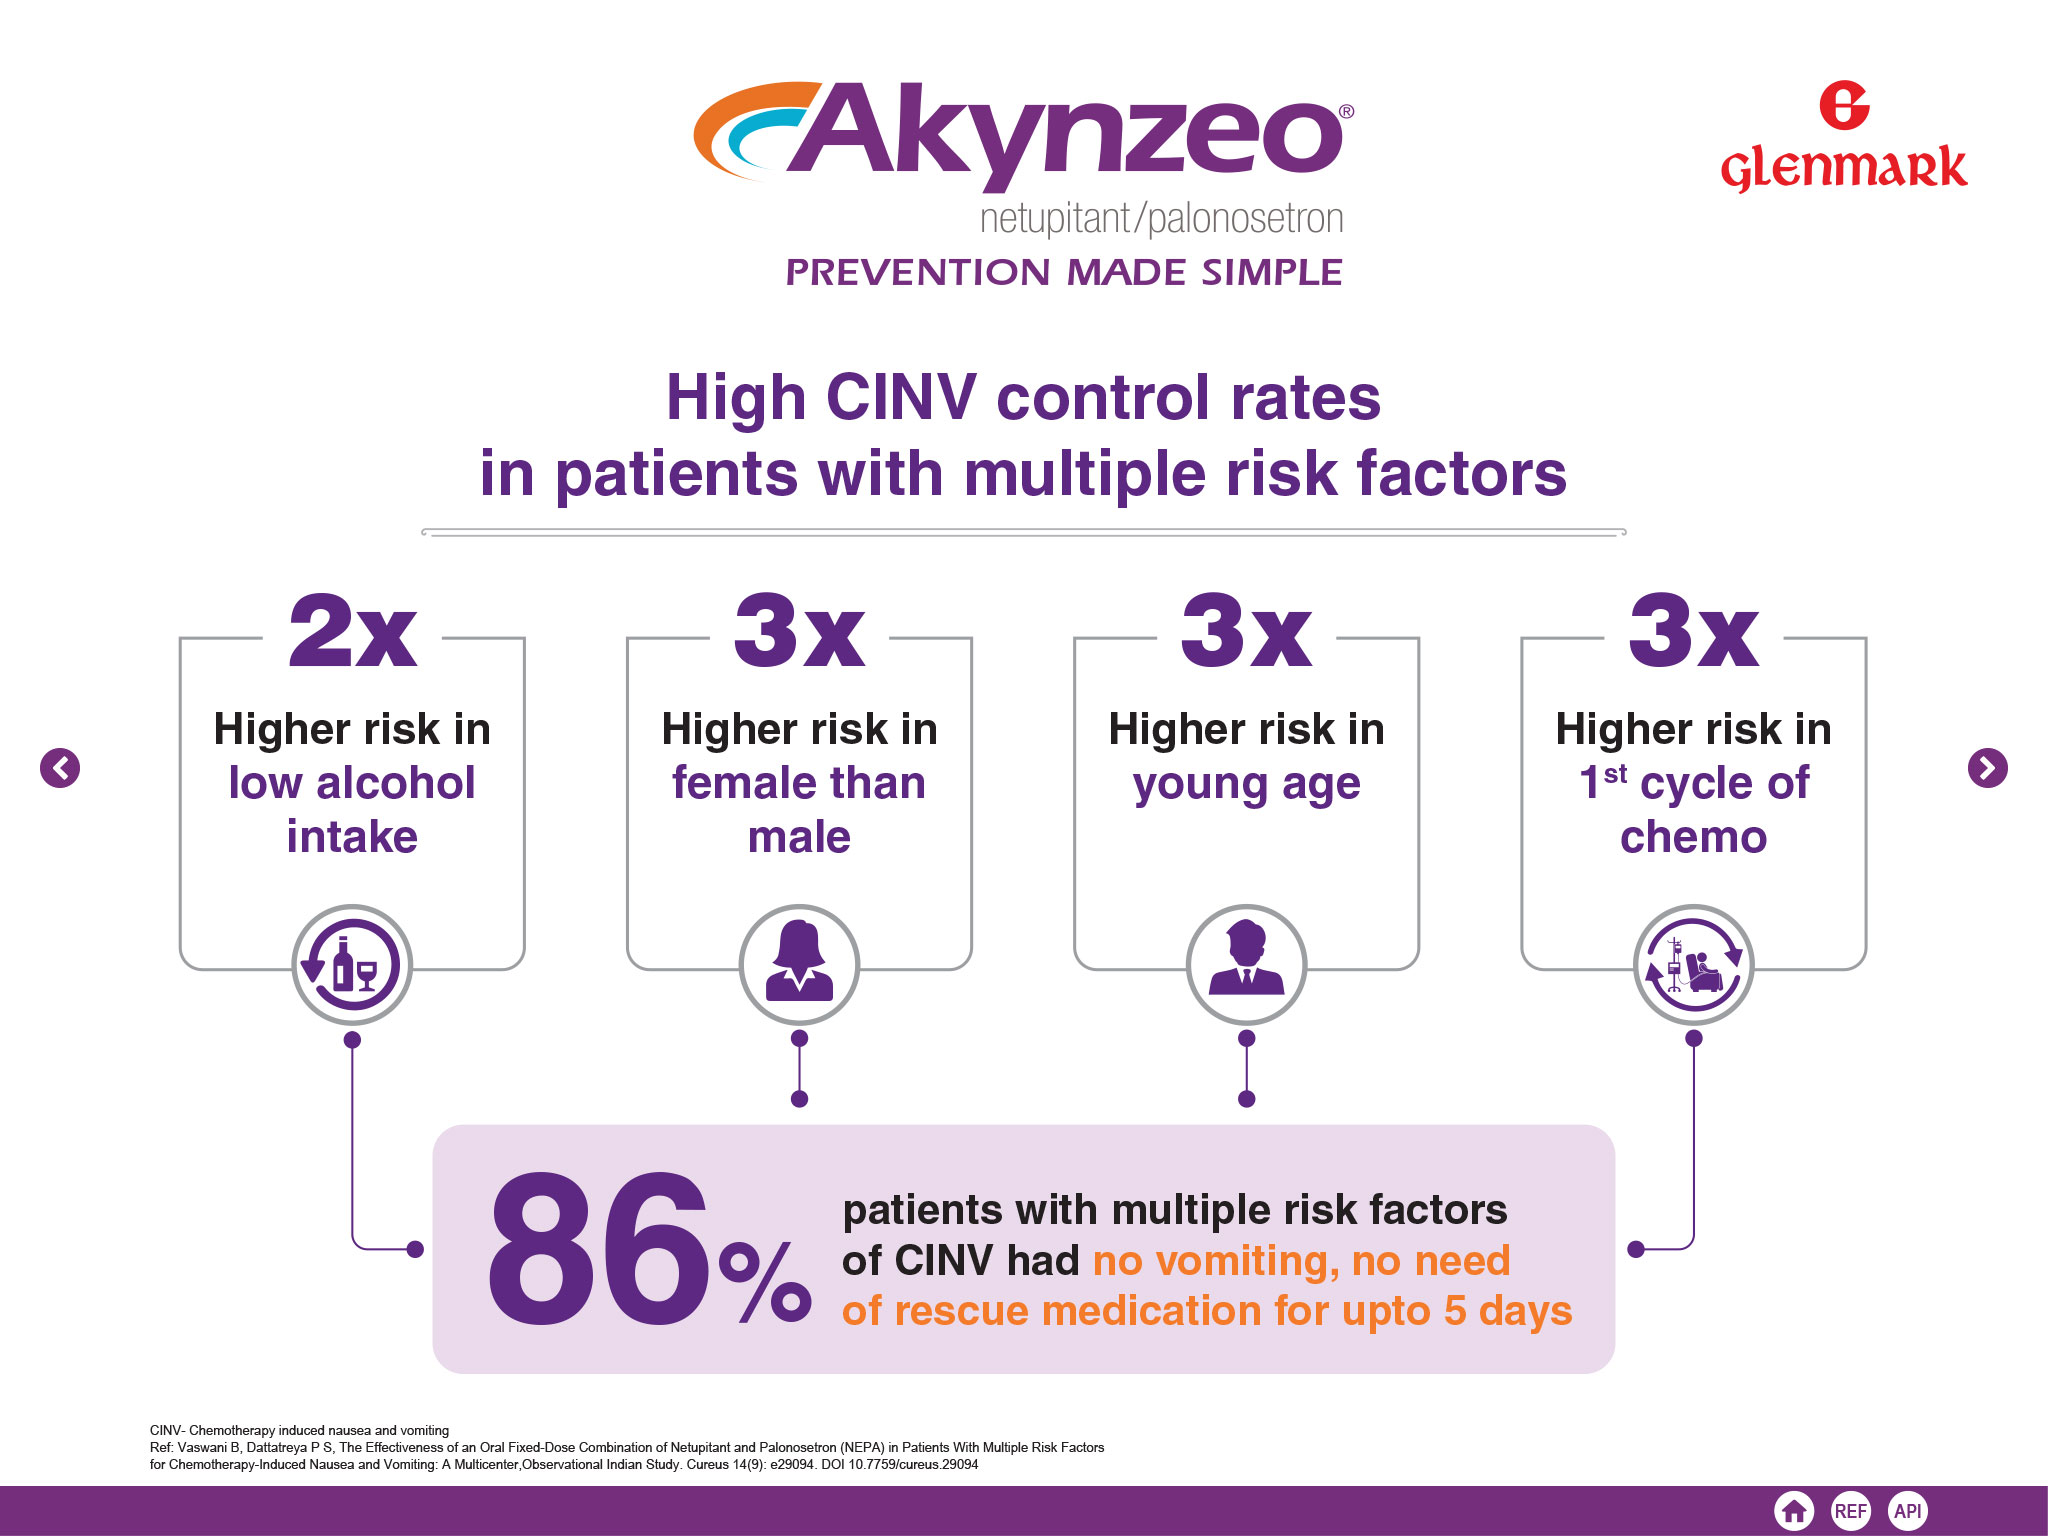 Akynzeo®
netupitant/palonosetron
PREVENTION MADE SIMPLE
GLENMARK
High CINV control rates
in patients with multiple risk factors
2x
Higher risk in
low alcohol
intake
3x
Higher risk in
female than
male
3x
Higher risk in
young age
3x
Higher risk in
1st cycle of
chemo
86%
patients with multiple risk factors
of CINV had no vomiting, no need
of rescue medication for upto 5 days
CINV- Chemotherapy induced nausea and vomiting
Ref: Vaswani B, Dattatreya P S, The Effectiveness of an Oral Fixed-Dose Combination of Netupitant and Palonosetron (NEPA) in Patients With Multiple Risk Factors
for Chemotherapy-Induced Nausea and Vomiting: A Multicenter,Observational Indian Study. Cureus 14(9): e29094. DOI 10.7759/cureus.29094
REF
API